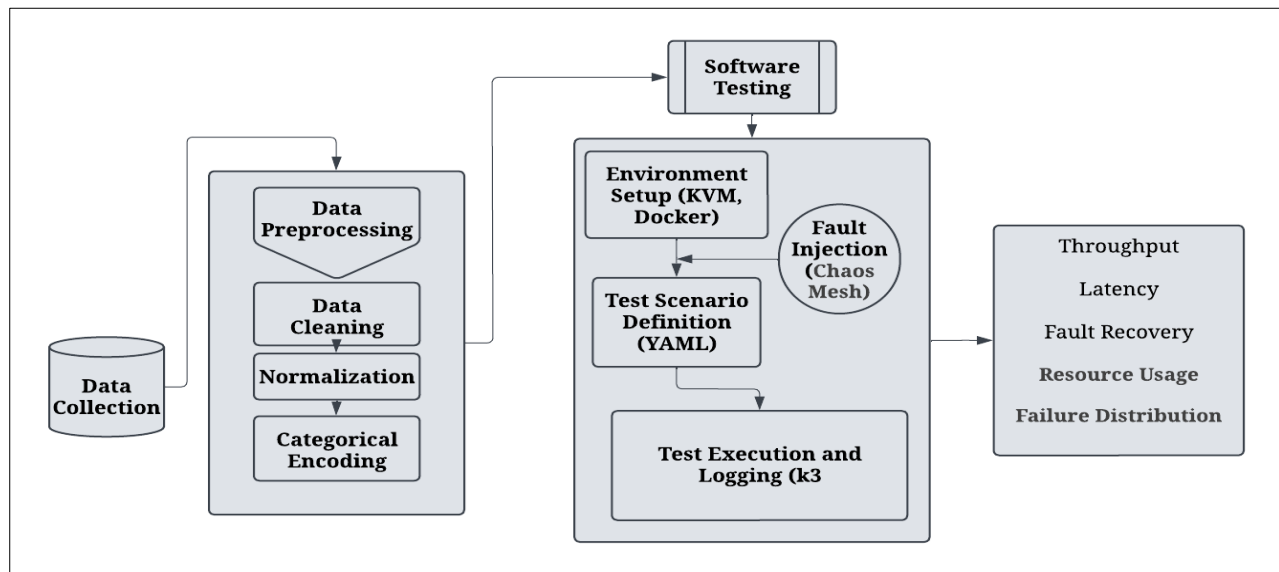 Data
Collection
Data
Preprocessing
Data
Cleaning
Normalization
Categorical
Encoding
Software
Testing
Environment
Setup (KVM,
Docker)
Fault
Injection
(Chaos
Mesh)
Test Scenario
Definition
(YAML)
Test Execution and
Logging (k3
Throughput
Latency
Fault Recovery
Resource Usage
Failure Distribution